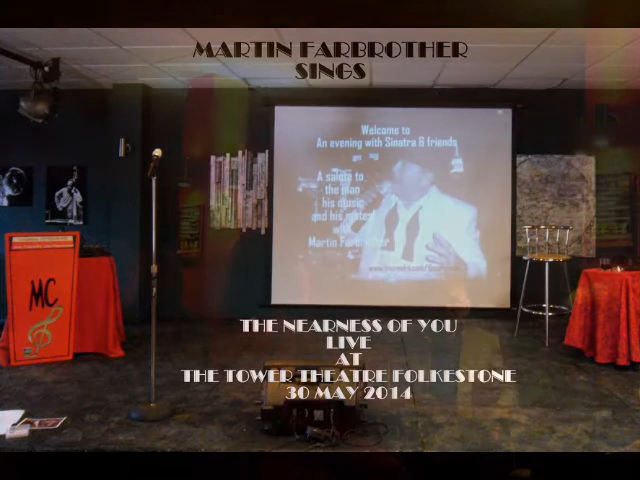 MARTIN FARBROTHER
SINGS
Welcome to
An evening with Sinatra & friends
A salute to
the man
his music
and his mates!
with
Martin Farbrother
MC
THE NEARNESS OF YOU
LIVE
AT
THE TOWER THEATRE FOLKESTONE
30 MAY 2014